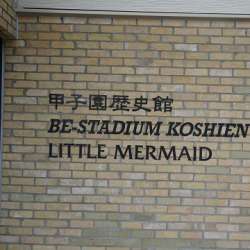 甲子園歴史館
BE-STADIUM KOSHIEN
LITTLE MERMAID